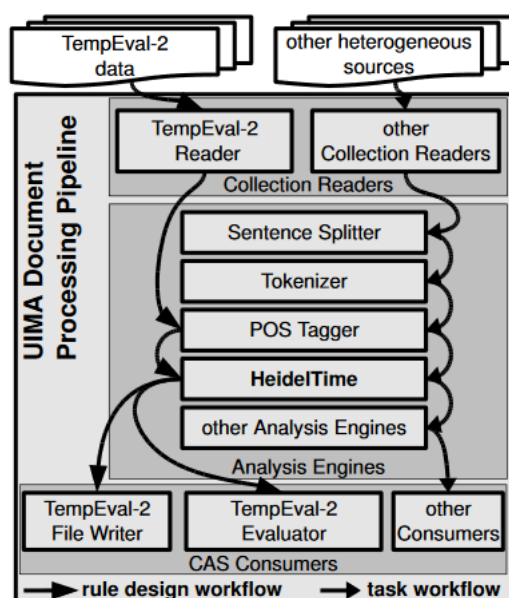 TempEval-2
data
other heterogeneous
sources
UIMA Document
Processing Pipeline
TempEval-2
Reader
other
Collection Readers
Collection Readers
Sentence Splitter
Tokenizer
POS Tagger
HeidelTime
other Analysis Engines
Analysis Engines
TempEval-2
File Writer
TempEval-2
Evaluator
other
Consumers
CAS Consumers
rule design workflow
task workflow